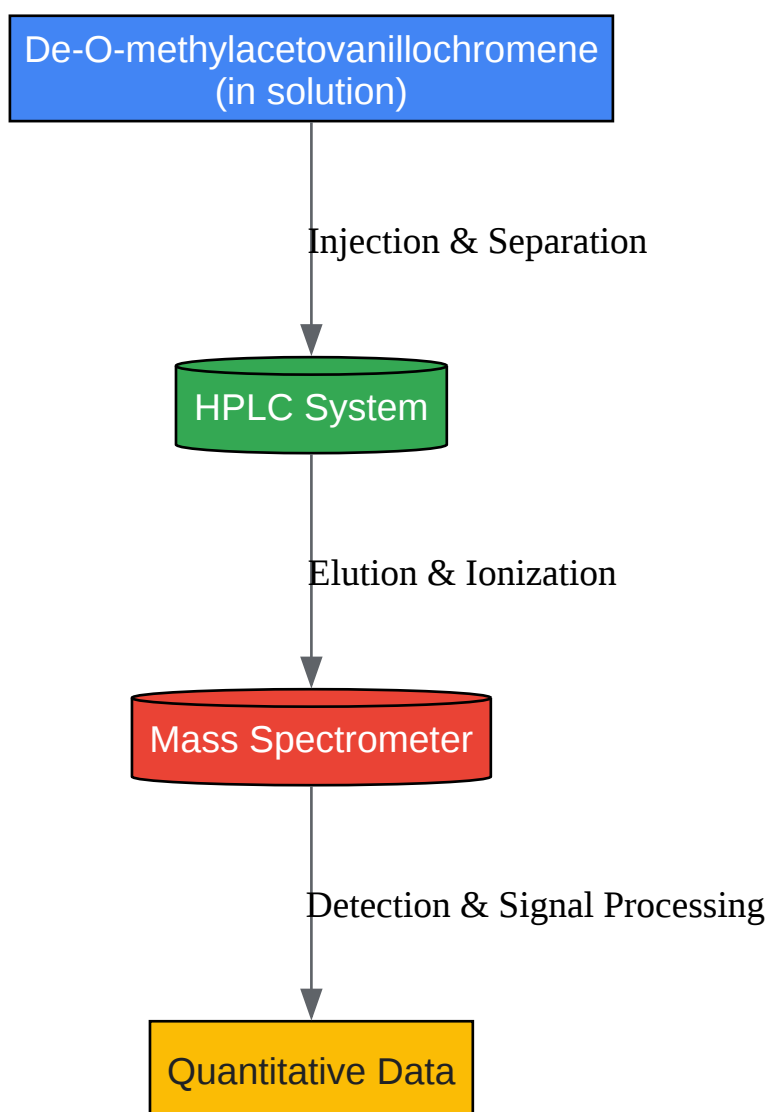 De-O-methylacetovanillochromene
(in solution)
Injection & Separation
HPLC System
Elution & Ionization
Mass Spectrometer
Detection & Signal Processing
Quantitative Data